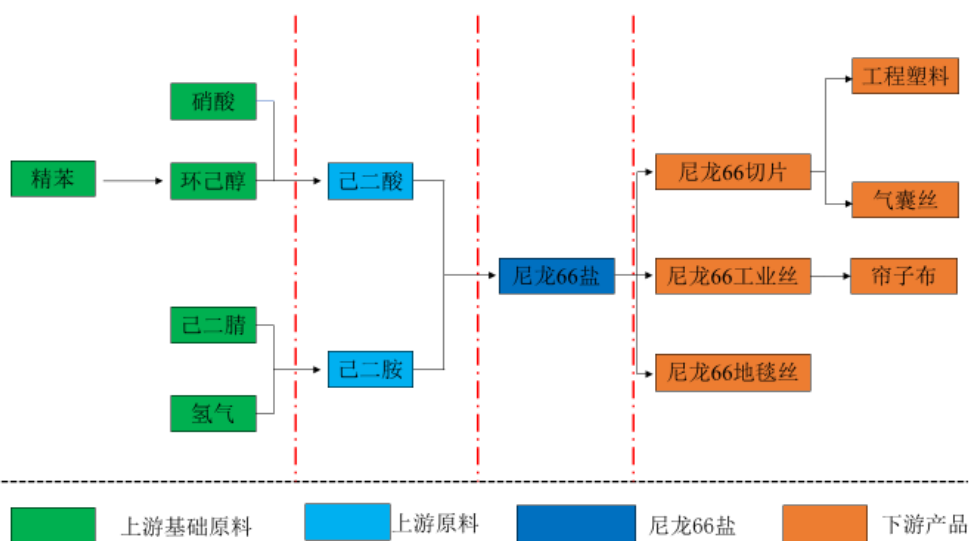 工程塑料
硝酸
精苯
环己醇
己二酸
尼龙66切片
气囊丝
尼龙66盐
尼龙66工业丝
帘子布
己二腈
己二胺
尼龙66地毯丝
氢气
上游基础原料
上游原料
尼龙66盐
下游产品